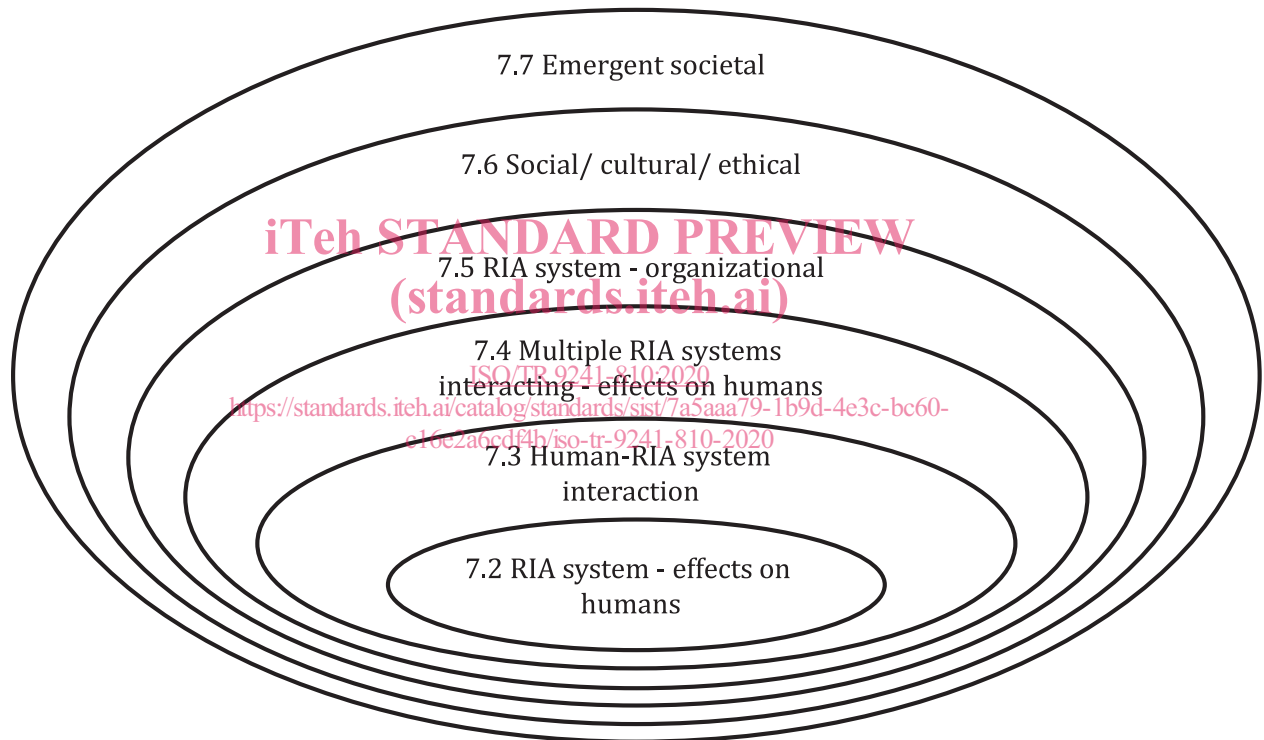 7.7 Emergent societal
7.6 Social/ cultural/ ethical
iTeh STANDARD PREVIEW
7.5 RIA system - organizational
(standards.iteh.ai)
7.4 Multiple RIA systems
ISO/TR 9241-810:2020
interacting - effects on humans
https://standards.iteh.ai/catalog/standards/sist/7a5aaa79-1b9d-4e3c-bc60-
c16e2a6cdf4b/iso-tr-9241-810-2020
7.3 Human-RIA system
interaction
7.2 RIA system - effects on
humans